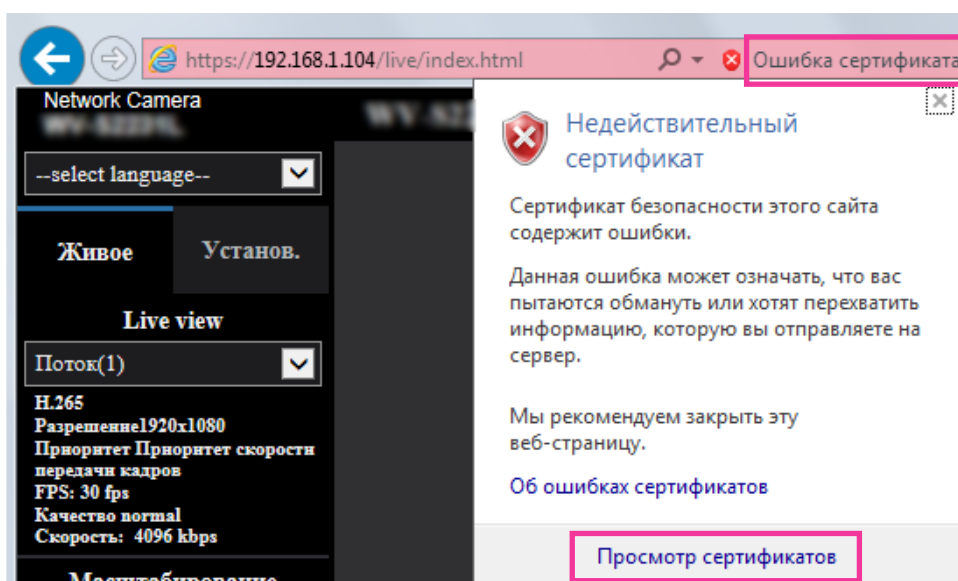 https://192.168.1.104/live/index.html
Ошибка сертификата
Network Camera
--select language--
Живое
Установ.
Live view
Поток(1)
H.265
Разрешение1920x1080
Приоритет Приоритет скорости
передачи кадров
FPS: 30 fps
Качество normal
Скорость: 4096 kbps
Масштабирование
Недействительный
сертификат
Сертификат безопасности этого сайта
содержит ошибки.
Данная ошибка может означать, что вас
пытаются обмануть или хотят перехватить
информацию, которую вы отправляете на
сервер.
Мы рекомендуем закрыть эту
веб-страницу.
Об ошибках сертификатов
Просмотр сертификатов